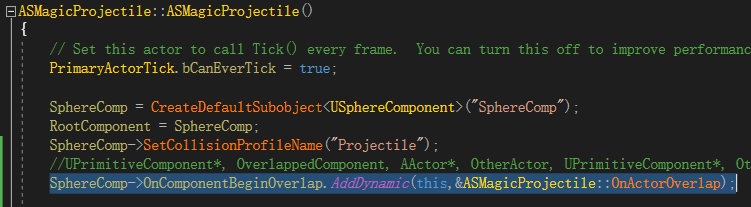 ASMagicProjectile::ASMagicProjectile()
{
// Set this actor to call Tick() every frame.  You can turn this off to improve performanc
PrimaryActorTick.bCanEverTick = true;
SphereComp = CreateDefaultSubobject<USphereComponent>("SphereComp");
RootComponent = SphereComp;
SphereComp->SetCollisionProfileName("Projectile");
//UPrimitiveComponent*, OverlappedComponent, AActor*, OtherActor, UPrimitiveComponent*, Ot
SphereComp->OnComponentBeginOverlap.AddDynamic(this,&ASMagicProjectile::OnActorOverlap);